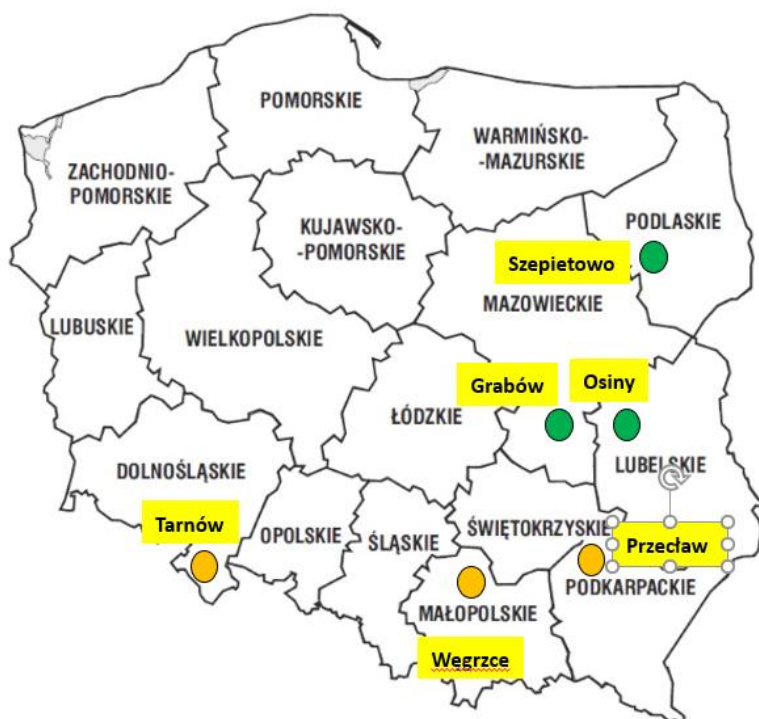 POMORSKIE
WARMIŃSKO-
-MAZURSKIE
ZACHODNIO-
POMORSKIE
KUJAWSKO-
-POMORSKIE
PODLASKIE
Szepietowo
MAZOWIECKIE
LUBUSKIE
WIELKOPOLSKIE
Grabów
Osiny
ŁÓDZKIE
DOLNOŚLĄSKIE
LUBELSKIE
Tarnów
OPOLSKIE
ŚLĄSKIE
ŚWIĘTOKRZYSKIE
Przecław
PODKARPACKIE
MAŁOPOLSKIE
Węgrzce